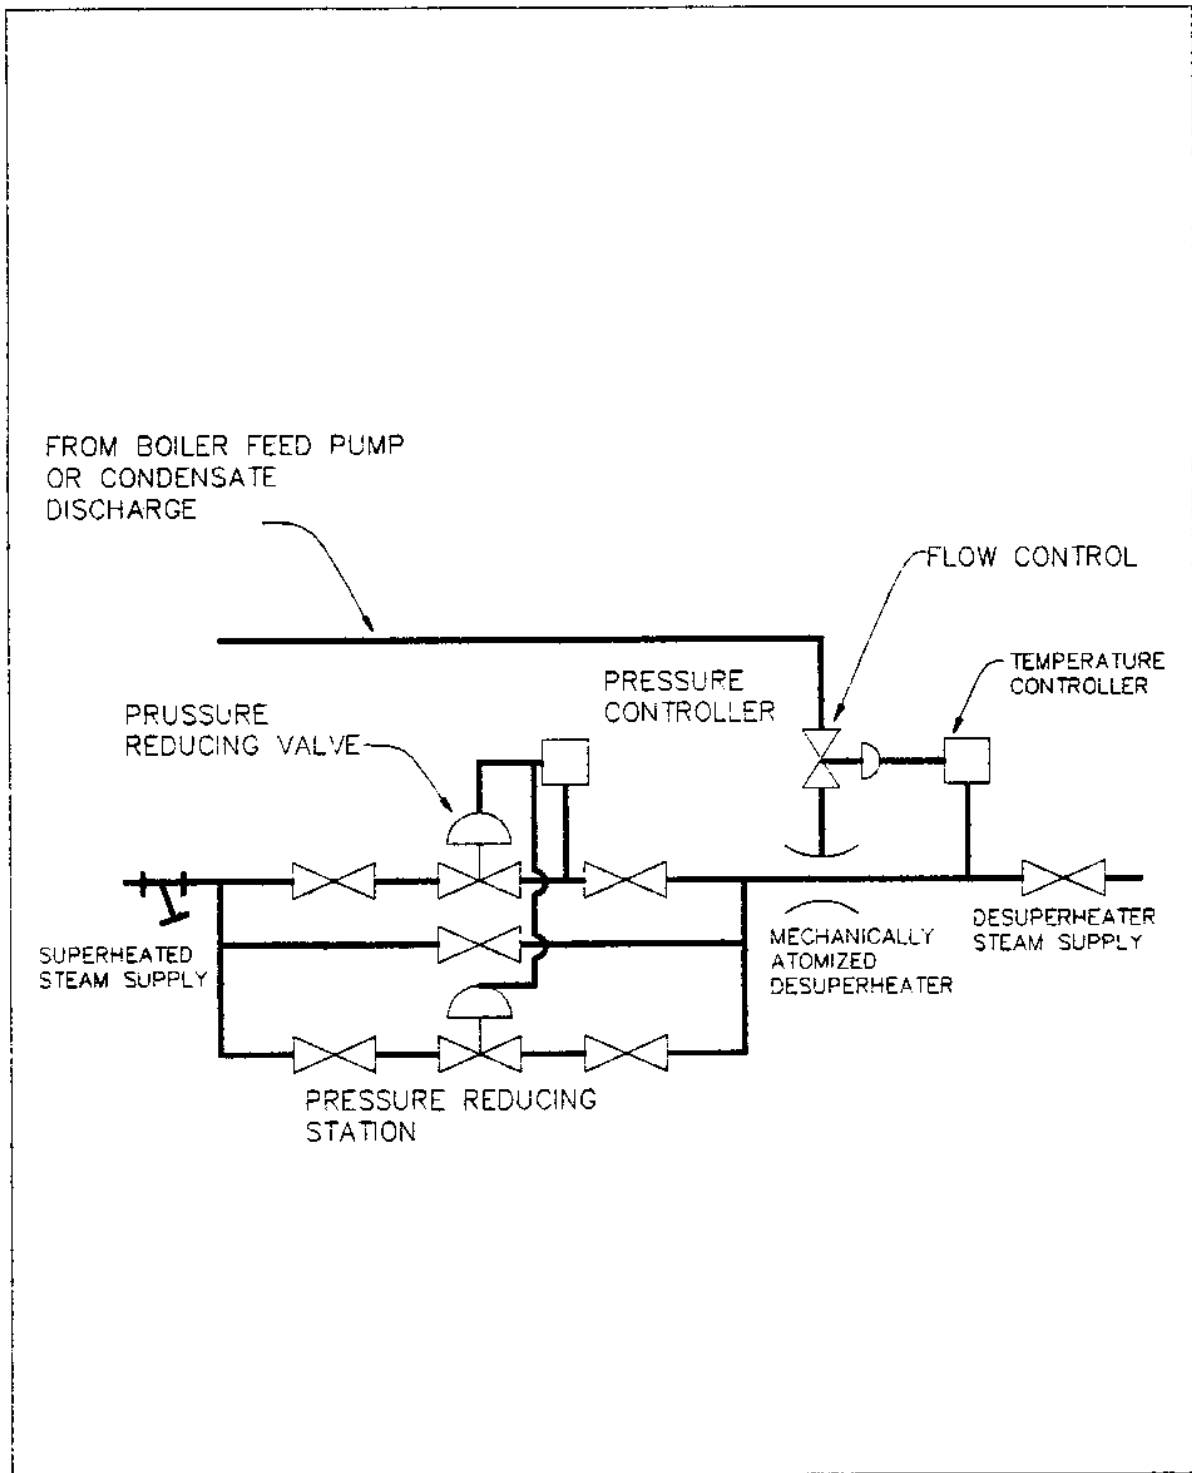 FROM BOILER FEED PUMP
OR CONDENSATE
DISCHARGE
FLOW CONTROL
TEMPERATURE
CONTROLLER
PRESSURE
CONTROLLER
PRUSSURE
REDUCING VALVE
SUPERHEATED
STEAM SUPPLY
MECHANICALLY
ATOMIZED
DESUPERHEATER
DESUPERHEATER
STEAM SUPPLY
PRESSURE REDUCING
STATION